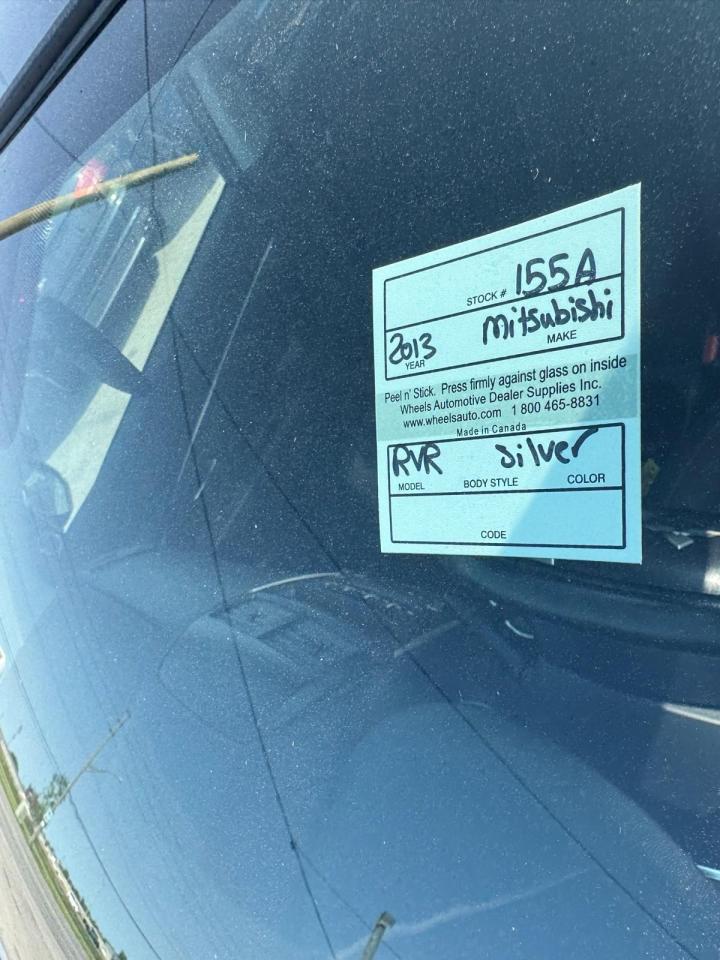 STOCK # 155A
2013 Mitsubishi
YEAR MAKE
Peel n' Stick. Press firmly against glass on inside
Wheels Automotive Dealer Supplies Inc.
www.wheelsauto.com 1 800 465-8831
Made in Canada
RVR Silver
MODEL BODY STYLE COLOR
CODE